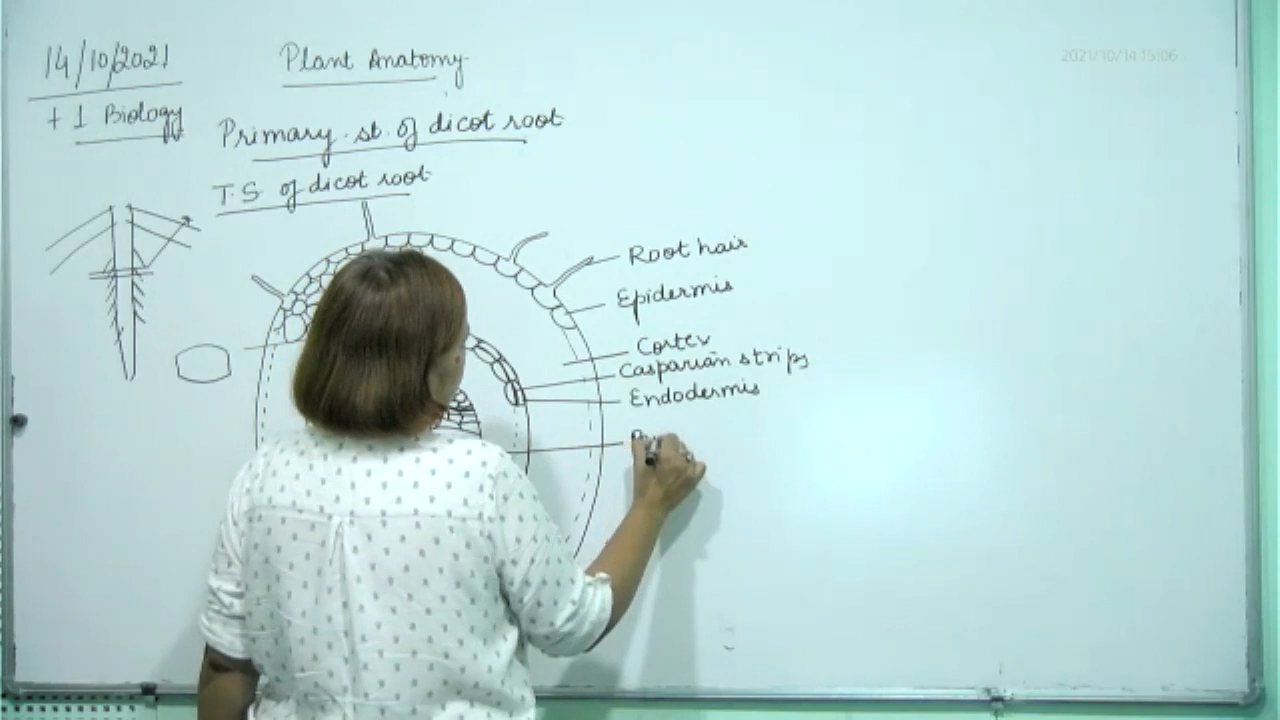 14/10/2021
Plant Anatomy
2021/10/14 15:06
+1 Biology
Primary st. of dicot root
T.S. of dicot root
Root hair
Epidermis
Cortex
Casparian strips
Endodermis